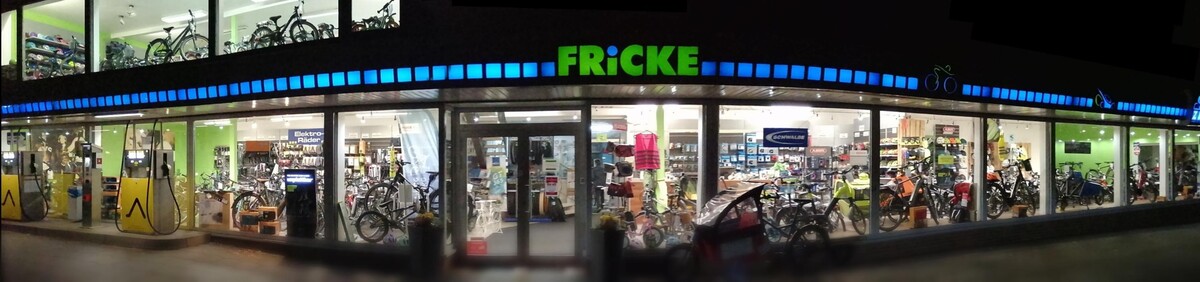 FRiCKE
Elektro-
Räder
SCHWALBE